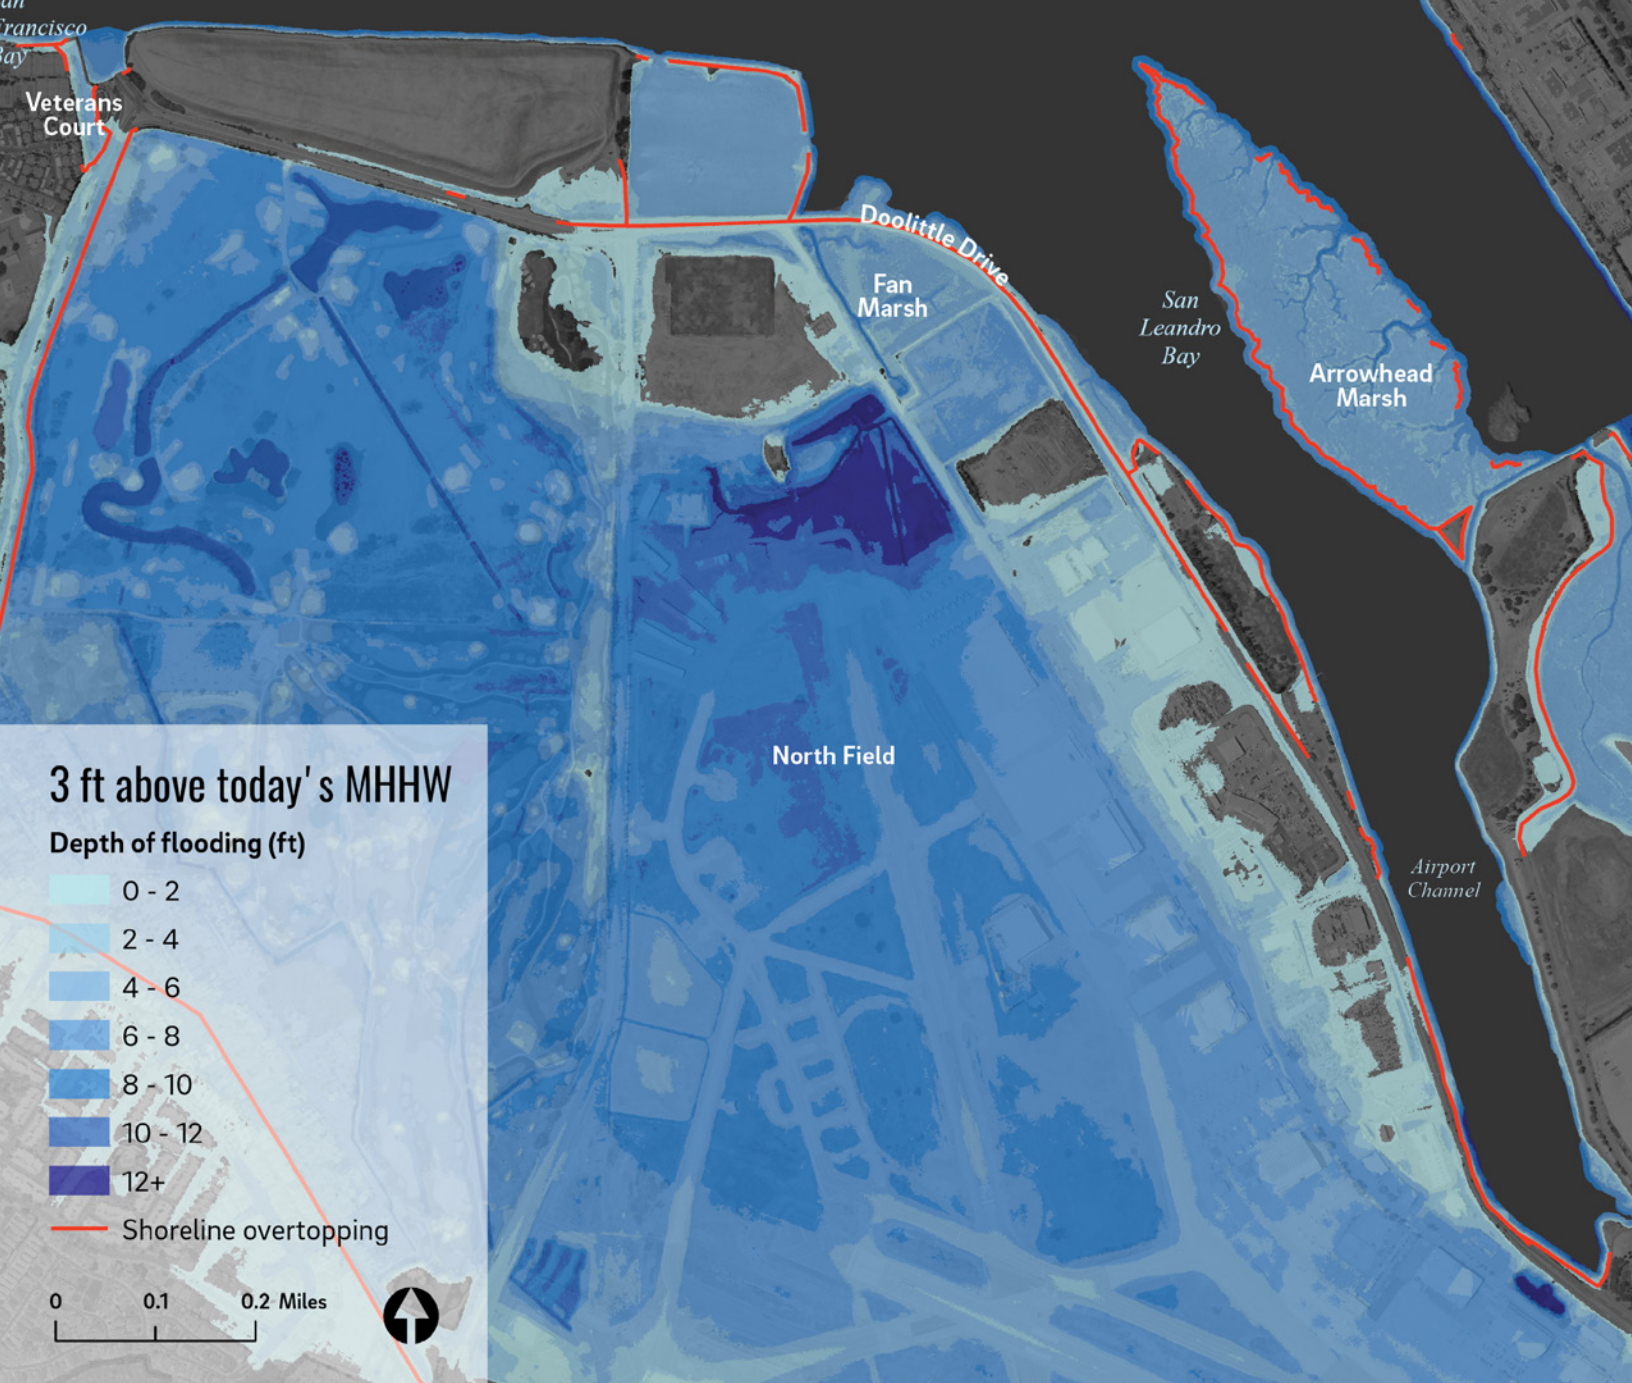 Francisco
Bay
Veterans
Court
Doolittle Drive
Fan
Marsh
San
Leandro
Bay
Arrowhead
Marsh
North Field
Airport
Channel
3 ft above today's MHHW
Depth of flooding (ft)
0 - 2
2 - 4
4 - 6
6 - 8
8 - 10
10 - 12
12+
Shoreline overtopping
0 0.1 0.2 Miles